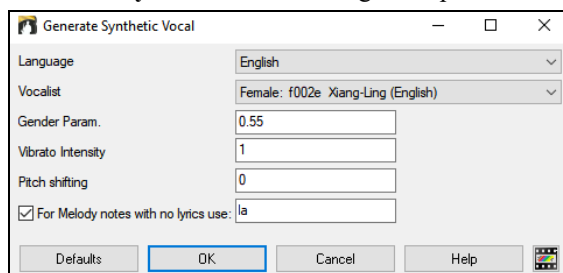 Generate Synthetic Vocal
Language English
Vocalist Female: f002e Xiang-Ling (English)
Gender Param. 0.55
Vibrato Intensity 1
Pitch shifting 0
For Melody notes with no lyrics use: la
Defaults OK Cancel Help